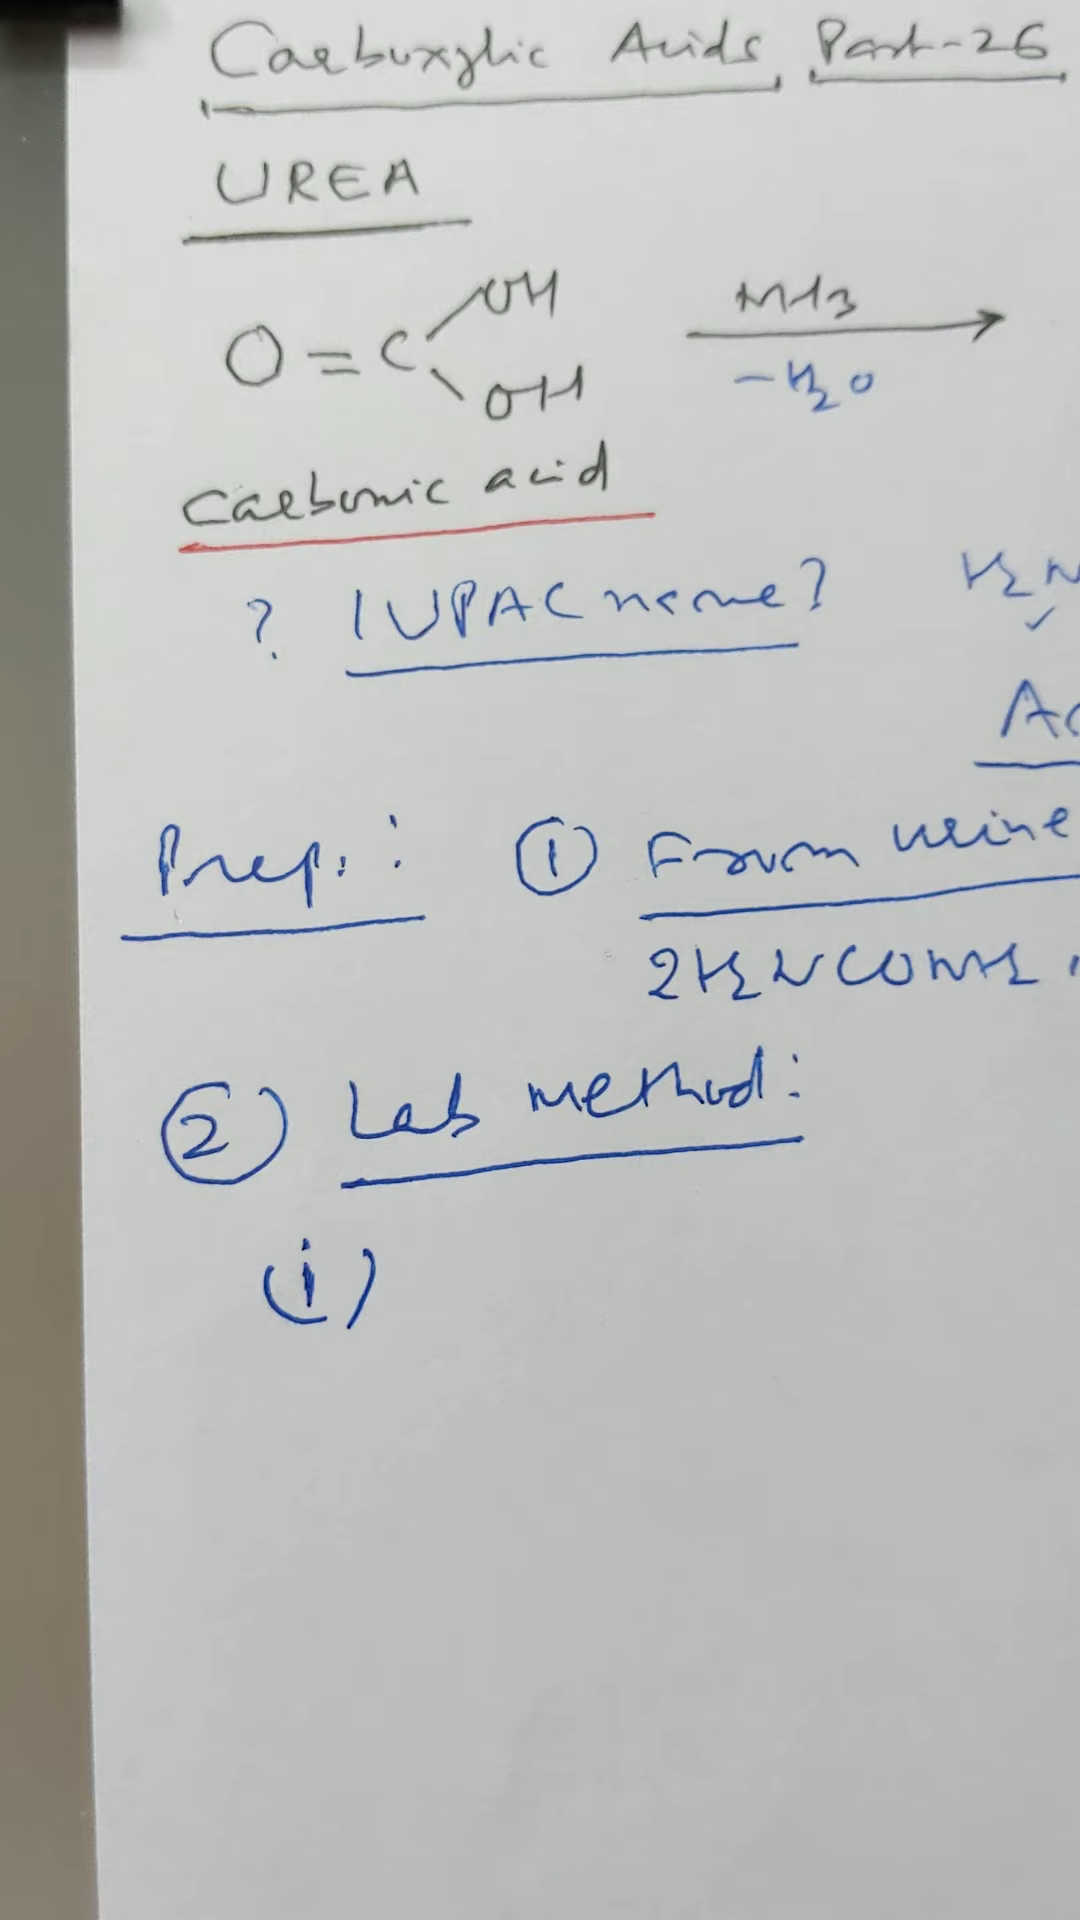 Carboxylic Acids, Part-26
UREA
O=C
OH
OH
NH3
-H2O
Carbonic acid
? IUPAC name?
H2N
Prep.:
① From urine
2H2NCONH2
② Lab method:
(i)